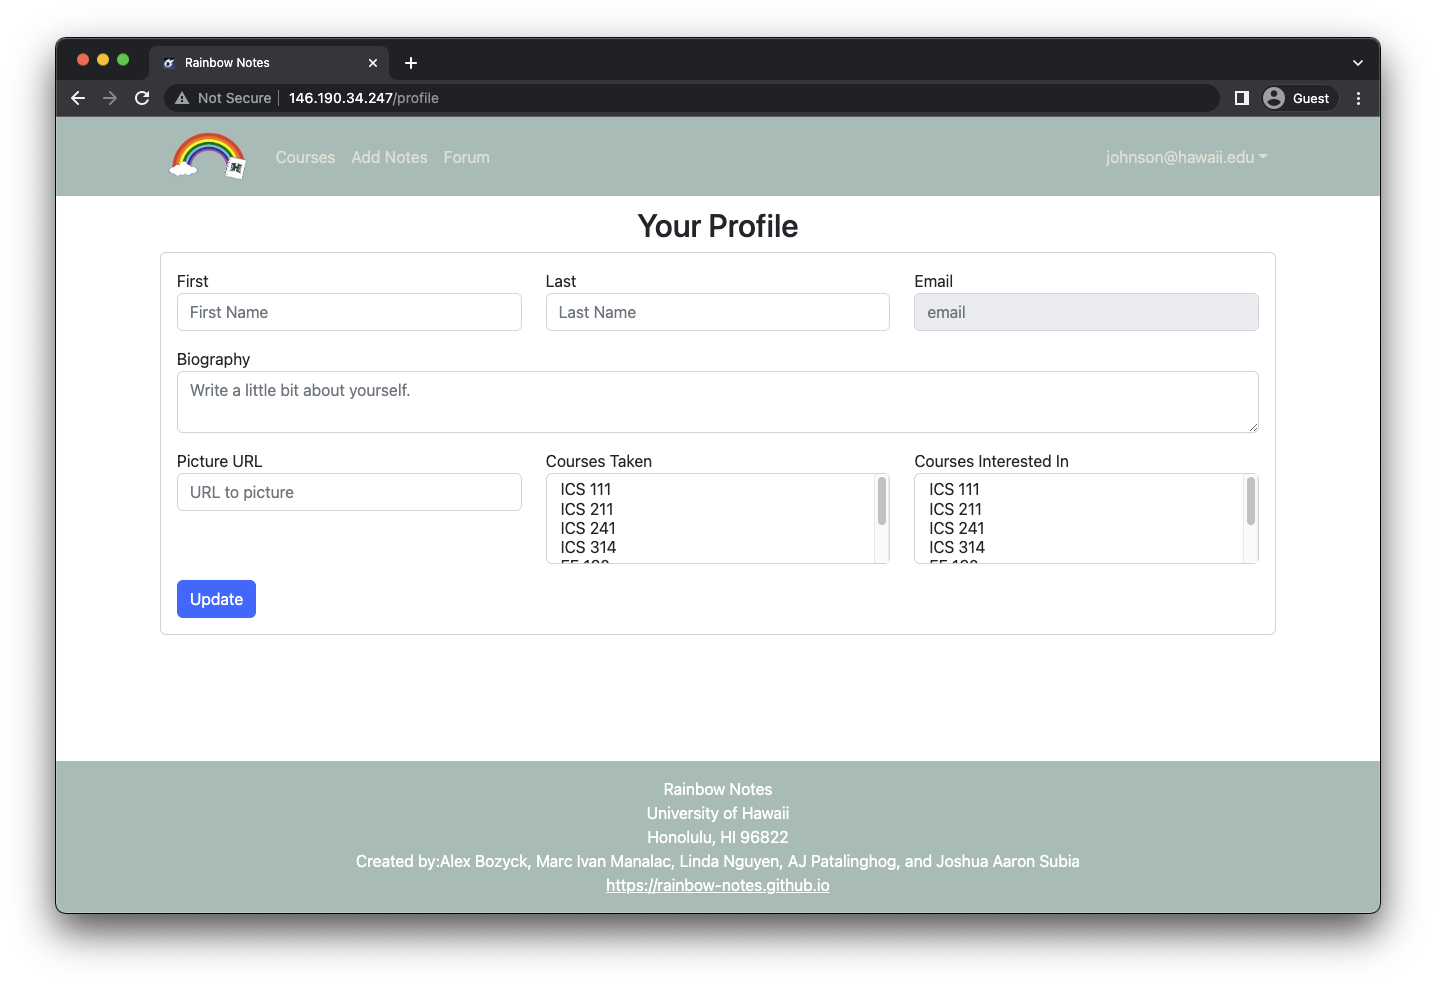 Rainbow Notes
Not Secure 146.190.34.247/profile
Guest
Courses Add Notes Forum
johnson@hawaii.edu
Your Profile
First Last Email
First Name Last Name email
Biography
Write a little bit about yourself.
Picture URL Courses Taken Courses Interested In
URL to picture
ICS 111 ICS 111
ICS 211 ICS 211
ICS 241 ICS 241
ICS 314 ICS 314
Update
Rainbow Notes
University of Hawaii
Honolulu, HI 96822
Created by:Alex Bozyck, Marc Ivan Manalac, Linda Nguyen, AJ Patalinghog, and Joshua Aaron Subia
https://rainbow-notes.github.io